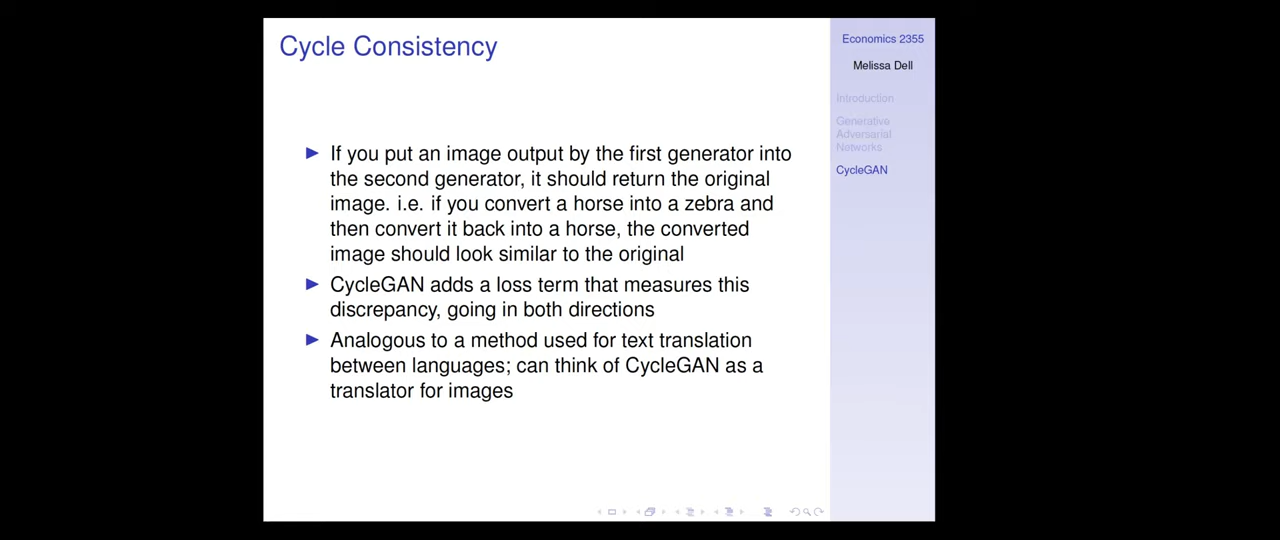 Cycle Consistency
▶ If you put an image output by the first generator into
the second generator, it should return the original
image. i.e. if you convert a horse into a zebra and
then convert it back into a horse, the converted
image should look similar to the original
▶ CycleGAN adds a loss term that measures this
discrepancy, going in both directions
▶ Analogous to a method used for text translation
between languages; can think of CycleGAN as a
translator for images
Economics 2355
Melissa Dell
Introduction
Generative
Adversarial
Networks
CycleGAN